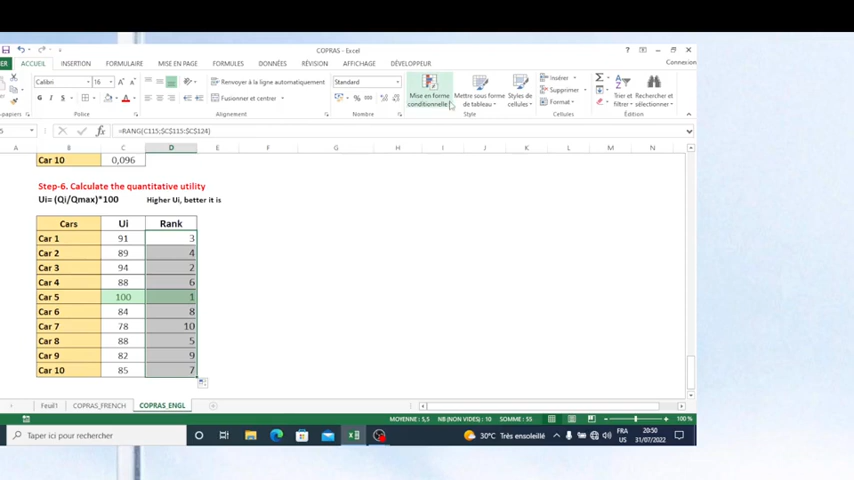 COPRAS - Excel
Connexion
ACCUEIL INSERTION FORMULAIRE MISE EN PAGE FORMULES DONNÉES RÉVISION AFFICHAGE DÉVELOPPEUR
Calibri 16 Renvoyer à la ligne automatiquement Standard Insérer
Fusionner et centrer Mise en forme conditionnelle Mettre sous forme de tableau Styles de cellules Supprimer Format Trier et filtrer Rechercher et sélectionner
Police Alignement Nombre Style Cellules Édition
=RANG(C115;$C$115:$C$124)
A B C D E F G H I J K L M N
Car 10 0,096
Step-6. Calculate the quantitative utility
Ui= (Qi/Qmax)*100 Higher Ui, better it is
Cars Ui Rank
Car 1 91 3
Car 2 89 4
Car 3 94 2
Car 4 88 6
Car 5 100 1
Car 6 84 8
Car 7 78 10
Car 8 88 5
Car 9 82 9
Car 10 85 7
Feuil1 COPRAS_FRENCH COPRAS_ENGL
MOYENNE : 5,5 NB (NON VIDES) : 10 SOMME : 55 100 %
Taper ici pour rechercher 30°C Très ensoleillé FRA US 20:50 31/07/2022